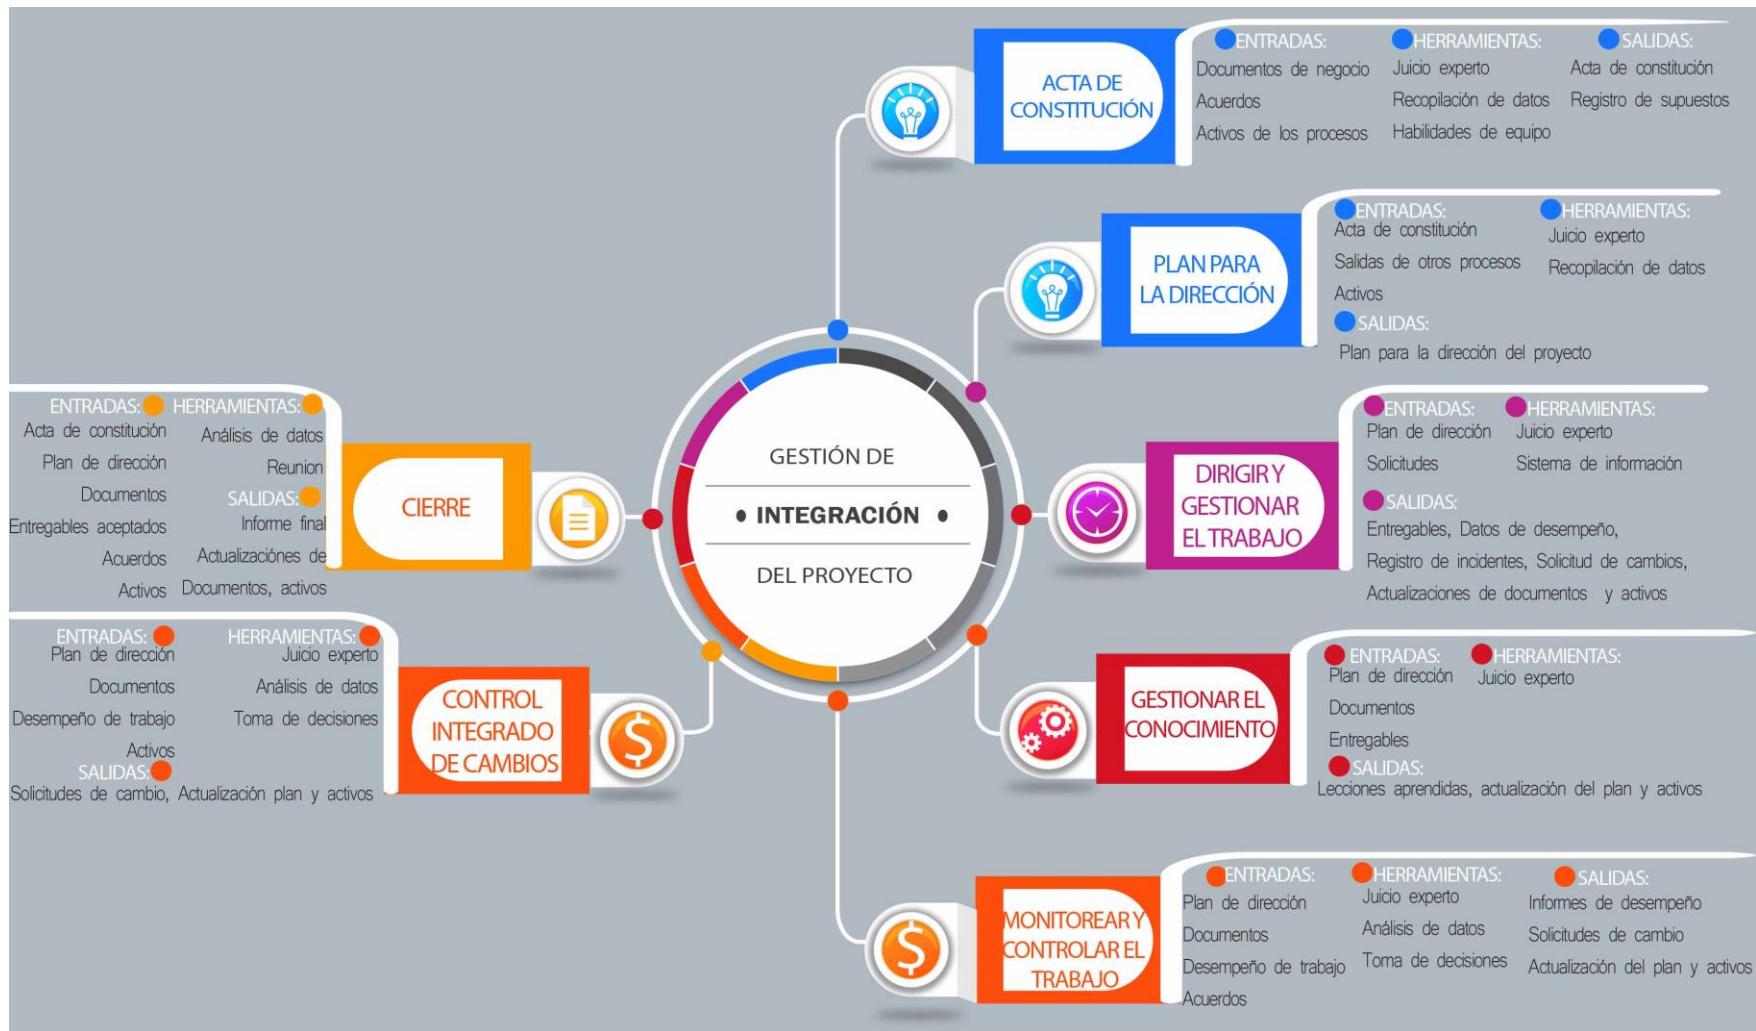 GESTIÓN DE
• INTEGRACIÓN •
DEL PROYECTO
ACTA DE
CONSTITUCIÓN
ENTRADAS:
Documentos de negocio
Acuerdos
Activos de los procesos
HERRAMIENTAS:
Juicio experto
Recopilación de datos
Habilidades de equipo
SALIDAS:
Acta de constitución
Registro de supuestos
PLAN PARA
LA DIRECCIÓN
ENTRADAS:
Acta de constitución
Salidas de otros procesos
Activos
HERRAMIENTAS:
Juicio experto
Recopilación de datos
SALIDAS:
Plan para la dirección del proyecto
DIRIGIR Y
GESTIONAR
EL TRABAJO
ENTRADAS:
Plan de dirección
Solicitudes
HERRAMIENTAS:
Juicio experto
Sistema de información
SALIDAS:
Entregables, Datos de desempeño,
Registro de incidentes, Solicitud de cambios,
Actualizaciones de documentos y activos
GESTIONAR EL
CONOCIMIENTO
ENTRADAS:
Plan de dirección
Documentos
Entregables
HERRAMIENTAS:
Juicio experto
SALIDAS:
Lecciones aprendidas, actualización del plan y activos
MONITOREAR Y
CONTROLAR EL
TRABAJO
ENTRADAS:
Plan de dirección
Documentos
Desempeño de trabajo
Acuerdos
HERRAMIENTAS:
Juicio experto
Análisis de datos
Toma de decisiones
SALIDAS:
Informes de desempeño
Solicitudes de cambio
Actualización del plan y activos
CONTROL
INTEGRADO
DE CAMBIOS
ENTRADAS:
Plan de dirección
Documentos
Desempeño de trabajo
Activos
HERRAMIENTAS:
Juicio experto
Análisis de datos
Toma de decisiones
SALIDAS:
Solicitudes de cambio, Actualización plan y activos
CIERRE
ENTRADAS:
Acta de constitución
Plan de dirección
Documentos
Entregables aceptados
Acuerdos
Activos
HERRAMIENTAS:
Análisis de datos
Reunion
SALIDAS:
Informe final
Actualizaciónes de
Documentos, activos